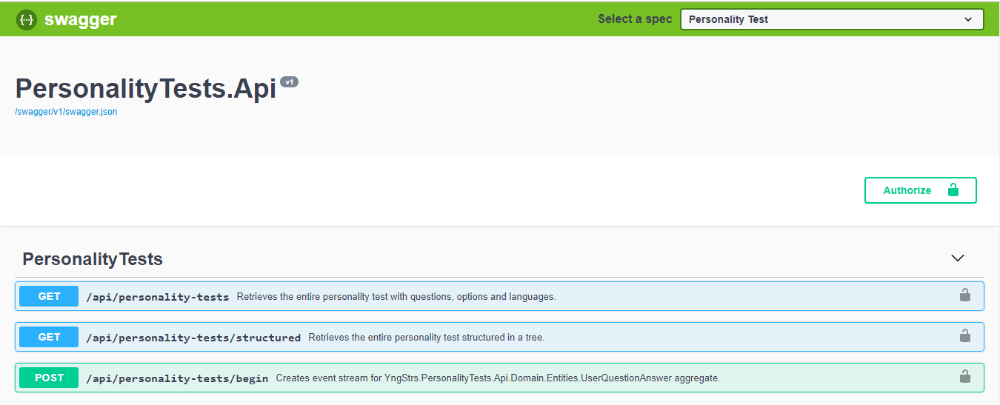 {··} swagger
Select a spec Personality Test
PersonalityTests.Api v1
/swagger/v1/swagger.json
Authorize
PersonalityTests
GET /api/personality-tests Retrieves the entire personality test with questions, options and languages.
GET /api/personality-tests/structured Retrieves the entire personality test structured in a tree.
POST /api/personality-tests/begin Creates event stream for YngStrs.PersonalityTests.Api.Domain.Entities.UserQuestionAnswer aggregate.